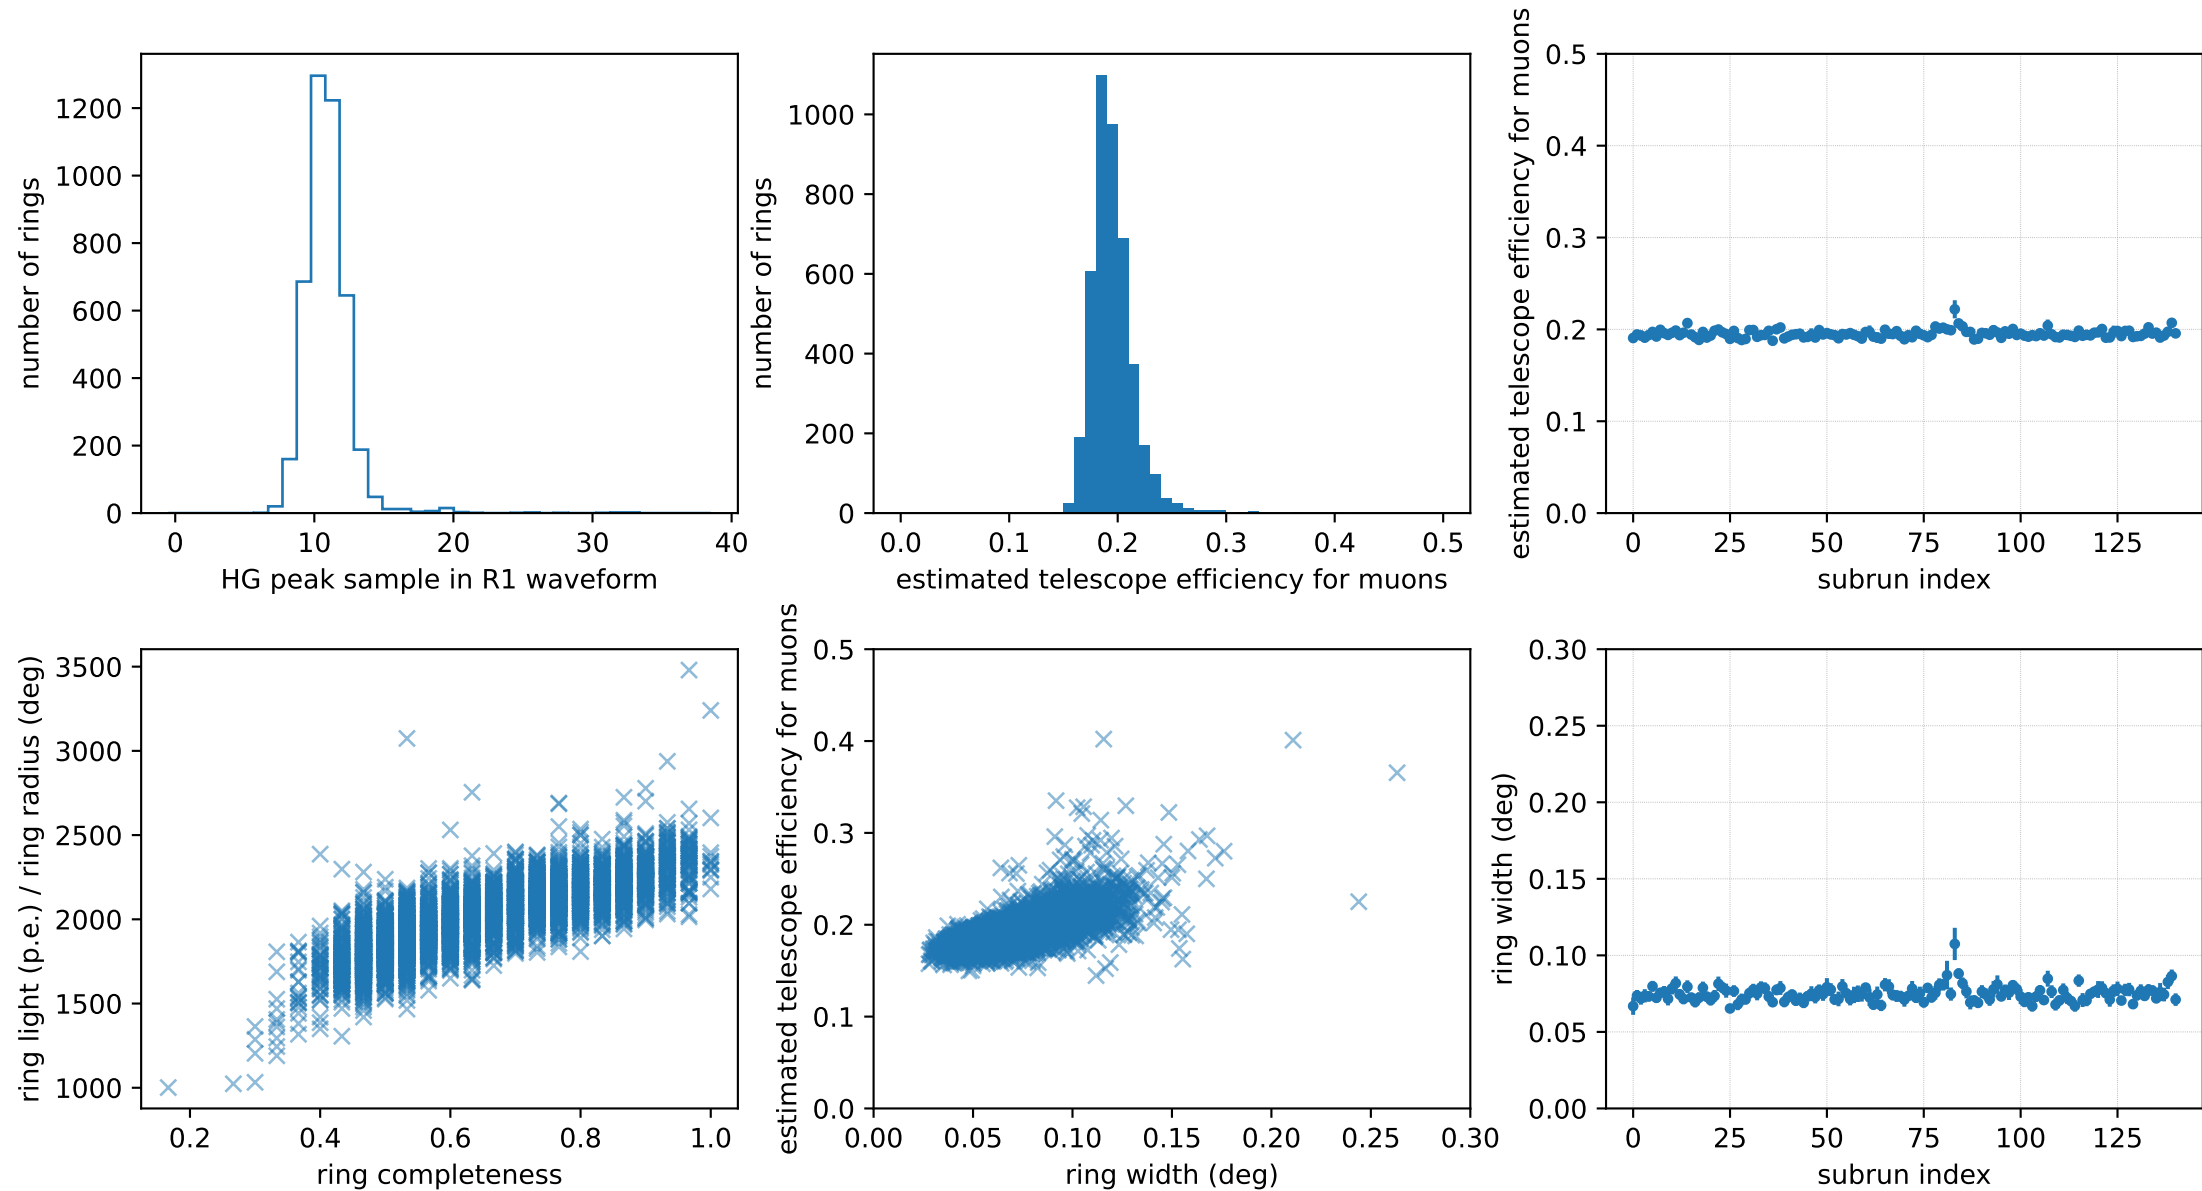 number of rings
1200
1000
800
600
400
200
0
0 10 20 30 40
HG peak sample in R1 waveform
number of rings
1000
800
600
400
200
0
0.0 0.1 0.2 0.3 0.4 0.5
estimated telescope efficiency for muons
estimated telescope efficiency for muons
0.5
0.4
0.3
0.2
0.1
0.0
0 25 50 75 100 125
subrun index
ring light (p.e.) / ring radius (deg)
3500
3000
2500
2000
1500
1000
0.2 0.4 0.6 0.8 1.0
ring completeness
estimated telescope efficiency for muons
0.5
0.4
0.3
0.2
0.1
0.0
0.00 0.05 0.10 0.15 0.20 0.25 0.30
ring width (deg)
ring width (deg)
0.30
0.25
0.20
0.15
0.10
0.05
0.00
0 25 50 75 100 125
subrun index